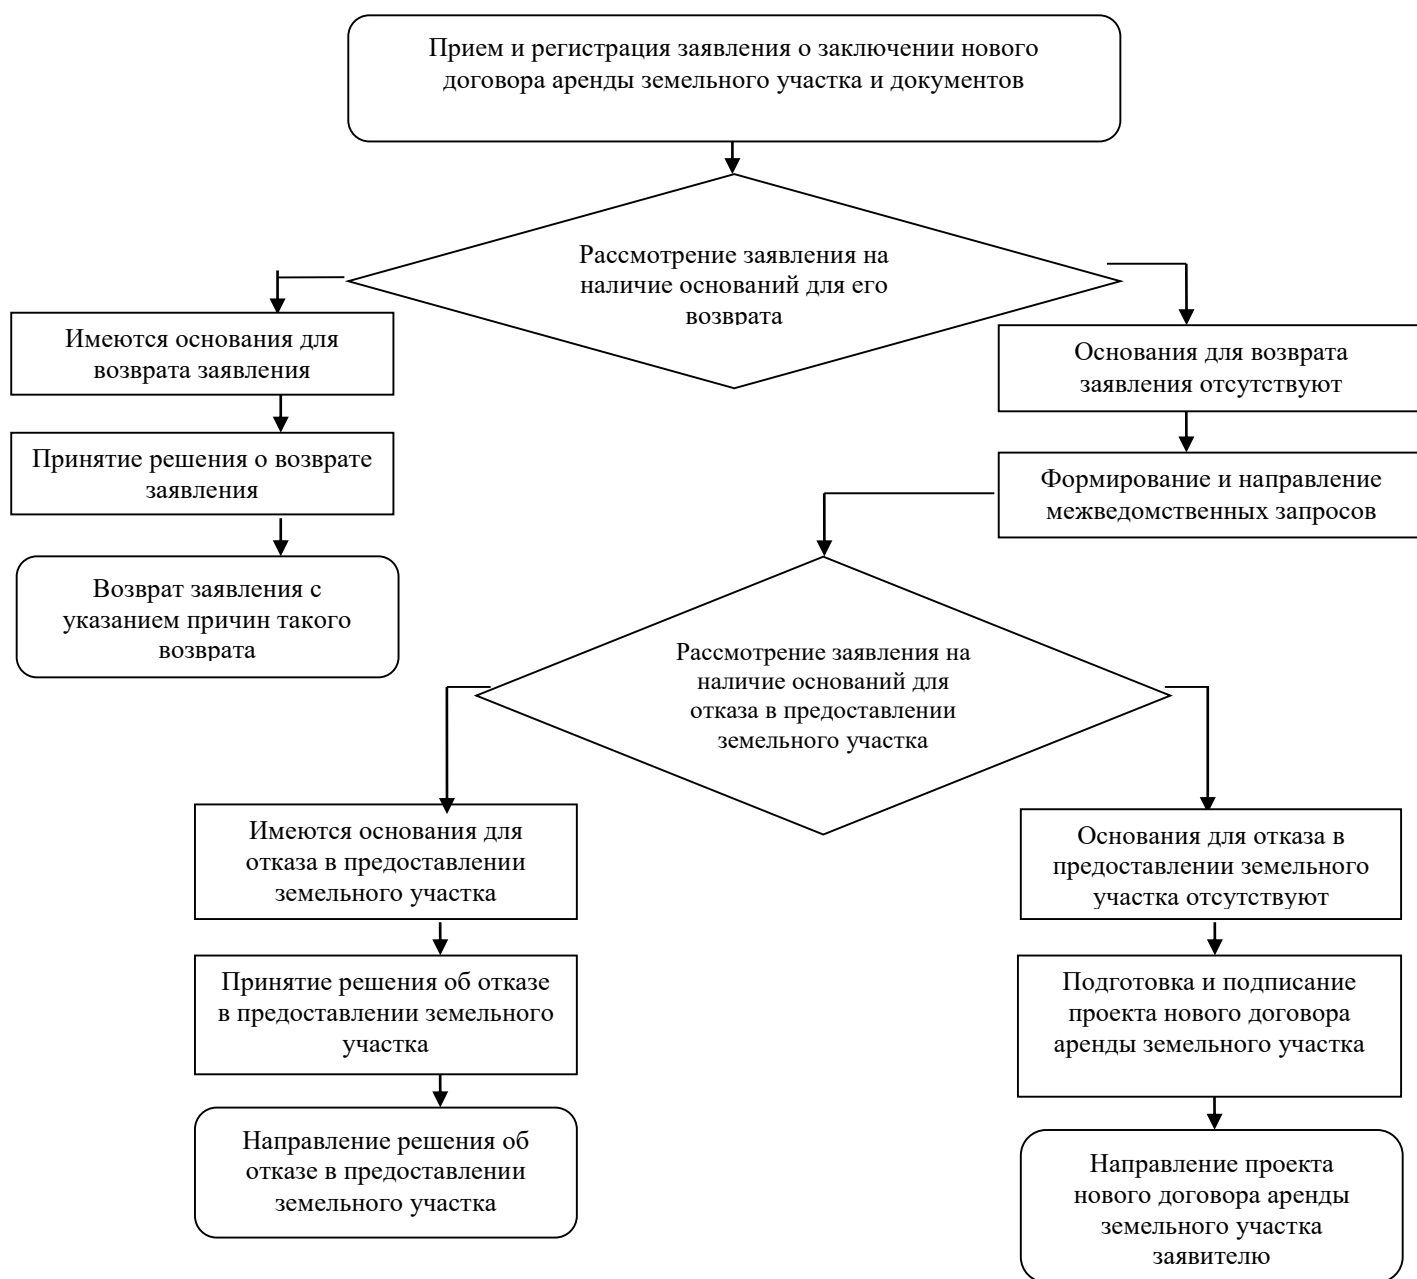 Прием и регистрация заявления о заключении нового
договора аренды земельного участка и документов
Рассмотрение заявления на
наличие оснований для его
возврата
Имеются основания для
возврата заявления
Основания для возврата
заявления отсутствуют
Принятие решения о возврате
заявления
Формирование и направление
межведомственных запросов
Возврат заявления с
указанием причин такого
возврата
Рассмотрение заявления на
наличие оснований для
отказа в предоставлении
земельного участка
Имеются основания для
отказа в предоставлении
земельного участка
Основания для отказа в
предоставлении земельного
участка отсутствуют
Принятие решения об отказе
в предоставлении земельного
участка
Подготовка и подписание
проекта нового договора
аренды земельного участка
Направление решения об
отказе в предоставлении
земельного участка
Направление проекта
нового договора аренды
земельного участка
заявителю